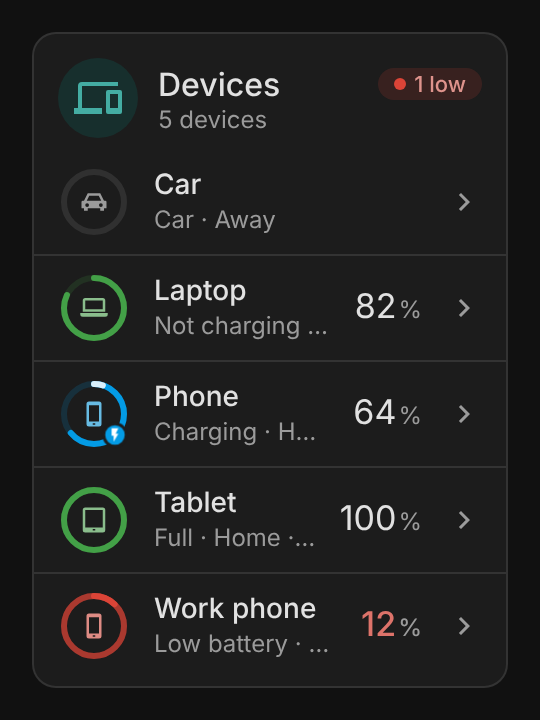 Devices
1 low
5 devices
Car
Car · Away
Laptop
Not charging ...
82%
Phone
Charging · H...
64%
Tablet
Full · Home ·...
100%
Work phone
Low battery · ...
12%